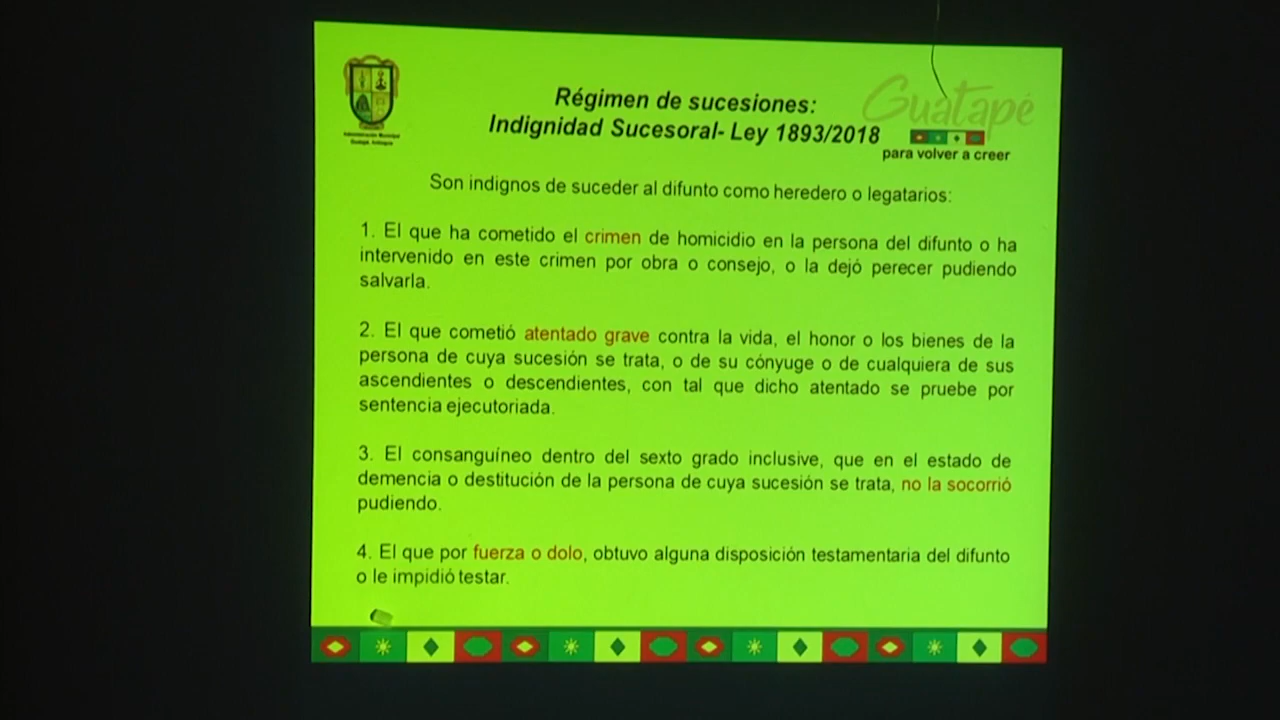 Régimen de sucesiones:
Indignidad Sucesoral- Ley 1893/2018
Guatapé
para volver a creer
Administración Municipal
Guatapé, Antioquia
Son indignos de suceder al difunto como heredero o legatarios:
1. El que ha cometido el crimen de homicidio en la persona del difunto o ha
intervenido en este crimen por obra o consejo, o la dejó perecer pudiendo
salvarla.
2. El que cometió atentado grave contra la vida, el honor o los bienes de la
persona de cuya sucesión se trata, o de su cónyuge o de cualquiera de sus
ascendientes o descendientes, con tal que dicho atentado se pruebe por
sentencia ejecutoriada.
3. El consanguíneo dentro del sexto grado inclusive, que en el estado de
demencia o destitución de la persona de cuya sucesión se trata, no la socorrió
pudiendo.
4. El que por fuerza o dolo, obtuvo alguna disposición testamentaria del difunto
o le impidió testar.